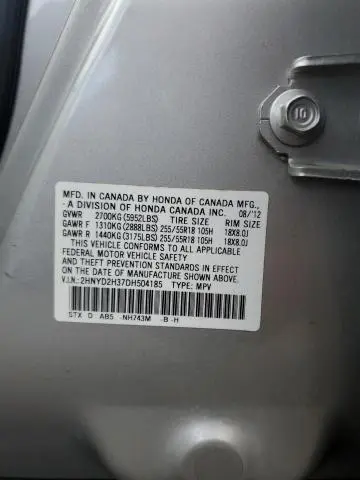 10
MFD. IN CANADA BY HONDA OF CANADA MFG.,
- A DIVISION OF HONDA CANADA INC. 08/'12
GVWR 2700KG (5952LBS) TIRE SIZE RIM SIZE
GAWR F 1310KG (2888LBS) 255/55R18 105H 18X8.0J
GAWR R 1440KG (3175LBS) 255/55R18 105H 18X8.0J
THIS VEHICLE CONFORMS TO ALL APPLICABLE
FEDERAL MOTOR VEHICLE SAFETY AND THEFT
PREVENTION STANDARDS IN EFFECT ON THE DATE
OF MANUFACTURE SHOWN ABOVE.
V.I.N.:2HNYD2H37DH504185 TYPE: MPV
STX D AB5 -NH743M -B -H